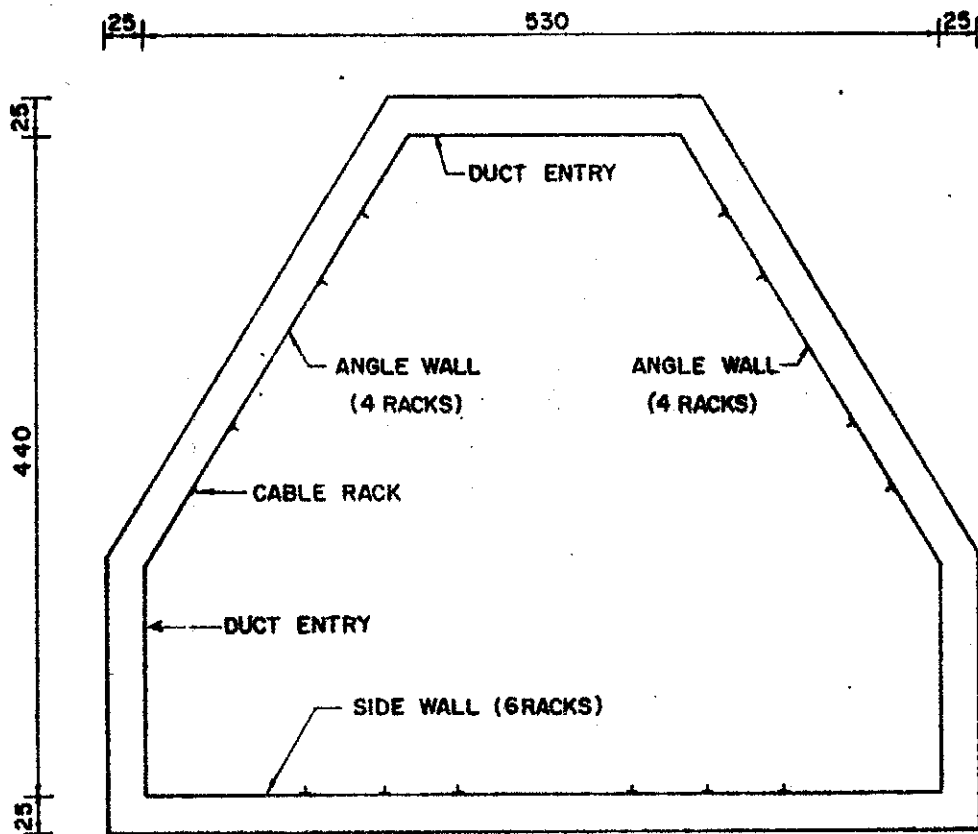 25
530
25
25
DUCT ENTRY
ANGLE WALL
(4 RACKS)
ANGLE WALL
(4 RACKS)
440
CABLE RACK
DUCT ENTRY
SIDE WALL (6RACKS)
25